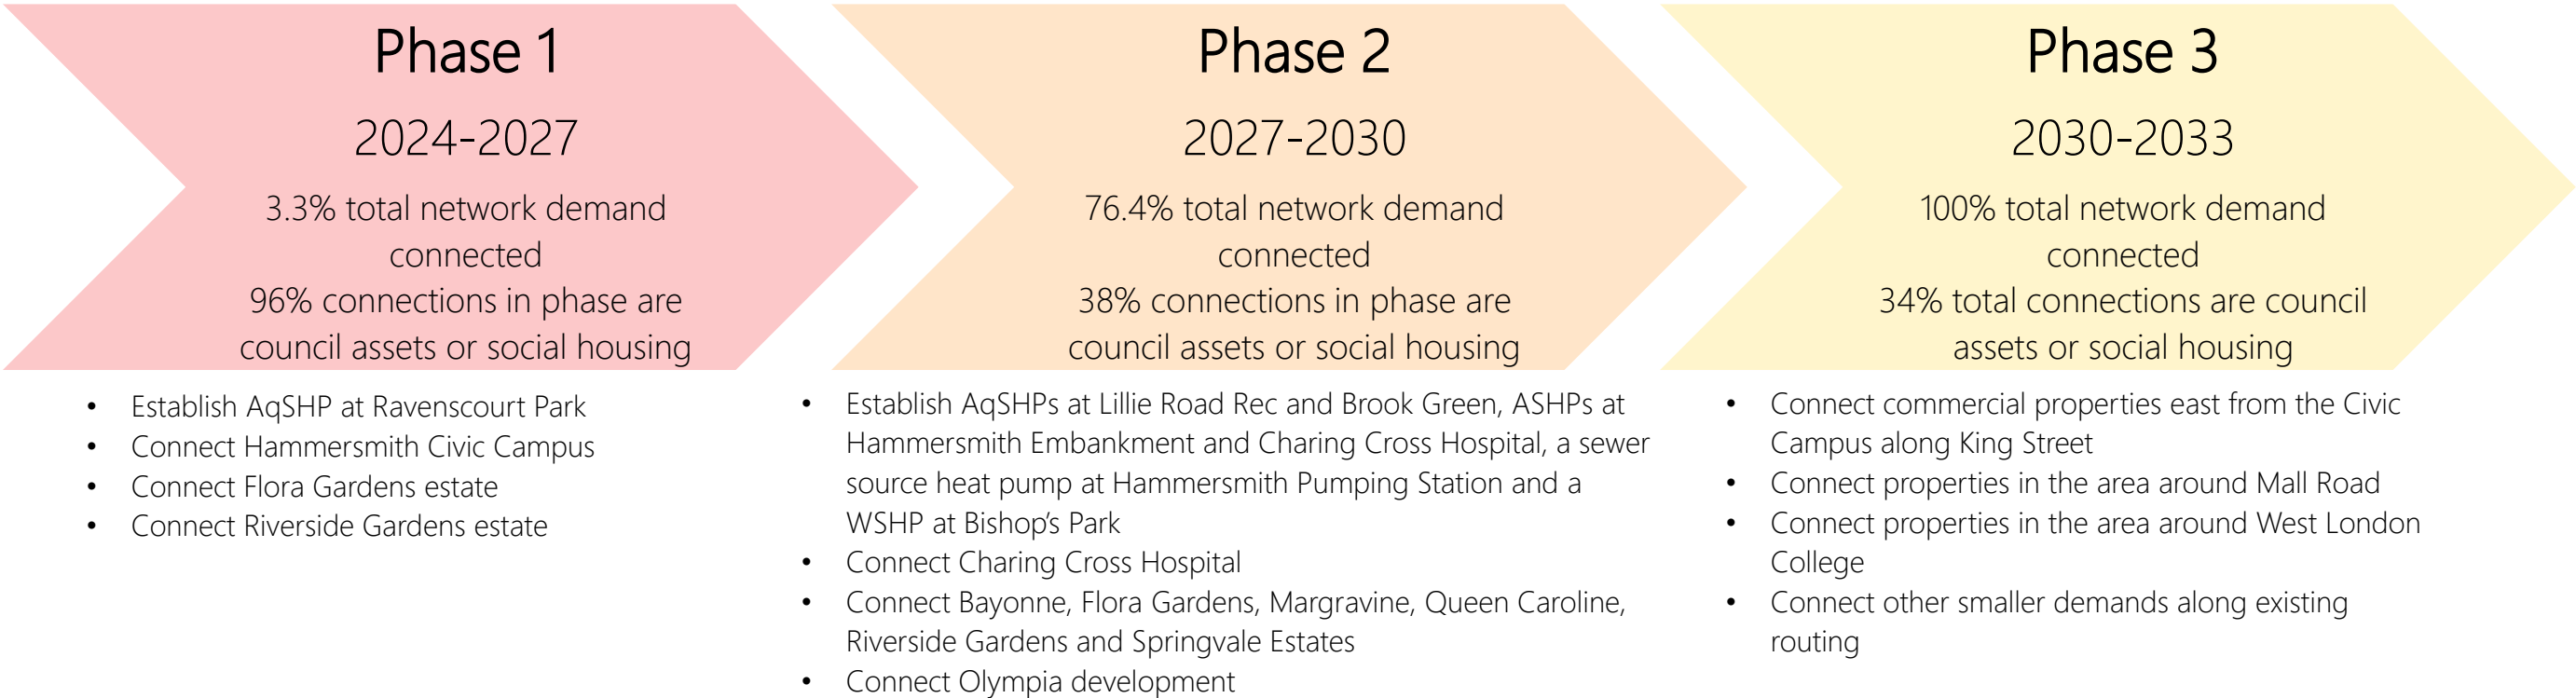 Phase 1
2024-2027
3.3% total network demand
connected
96% connections in phase are
council assets or social housing
• Establish AqSHP at Ravenscourt Park
• Connect Hammersmith Civic Campus
• Connect Flora Gardens estate
• Connect Riverside Gardens estate
Phase 2
2027-2030
76.4% total network demand
connected
38% connections in phase are
council assets or social housing
• Establish AqSHPs at Lillie Road Rec and Brook Green, ASHPs at
Hammersmith Embankment and Charing Cross Hospital, a sewer
source heat pump at Hammersmith Pumping Station and a
WSHP at Bishop’s Park
• Connect Charing Cross Hospital
• Connect Bayonne, Flora Gardens, Margravine, Queen Caroline,
Riverside Gardens and Springvale Estates
• Connect Olympia development
Phase 3
2030-2033
100% total network demand
connected
34% total connections are council
assets or social housing
• Connect commercial properties east from the Civic
Campus along King Street
• Connect properties in the area around Mall Road
• Connect properties in the area around West London
College
• Connect other smaller demands along existing
routing